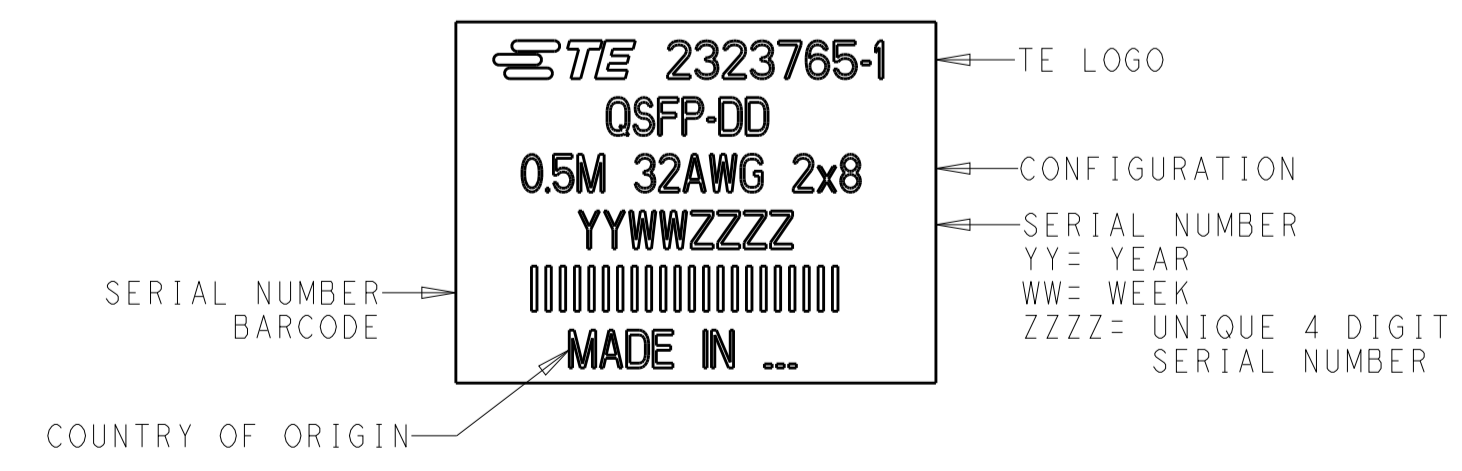 TE 2323765-1
QSFP-DD
0.5M 32AWG 2x8
YYWWZZZZ
MADE IN ...
TE LOGO
CONFIGURATION
SERIAL NUMBER
YY= YEAR
WW= WEEK
ZZZZ= UNIQUE 4 DIGIT
SERIAL NUMBER
SERIAL NUMBER
BARCODE
COUNTRY OF ORIGIN